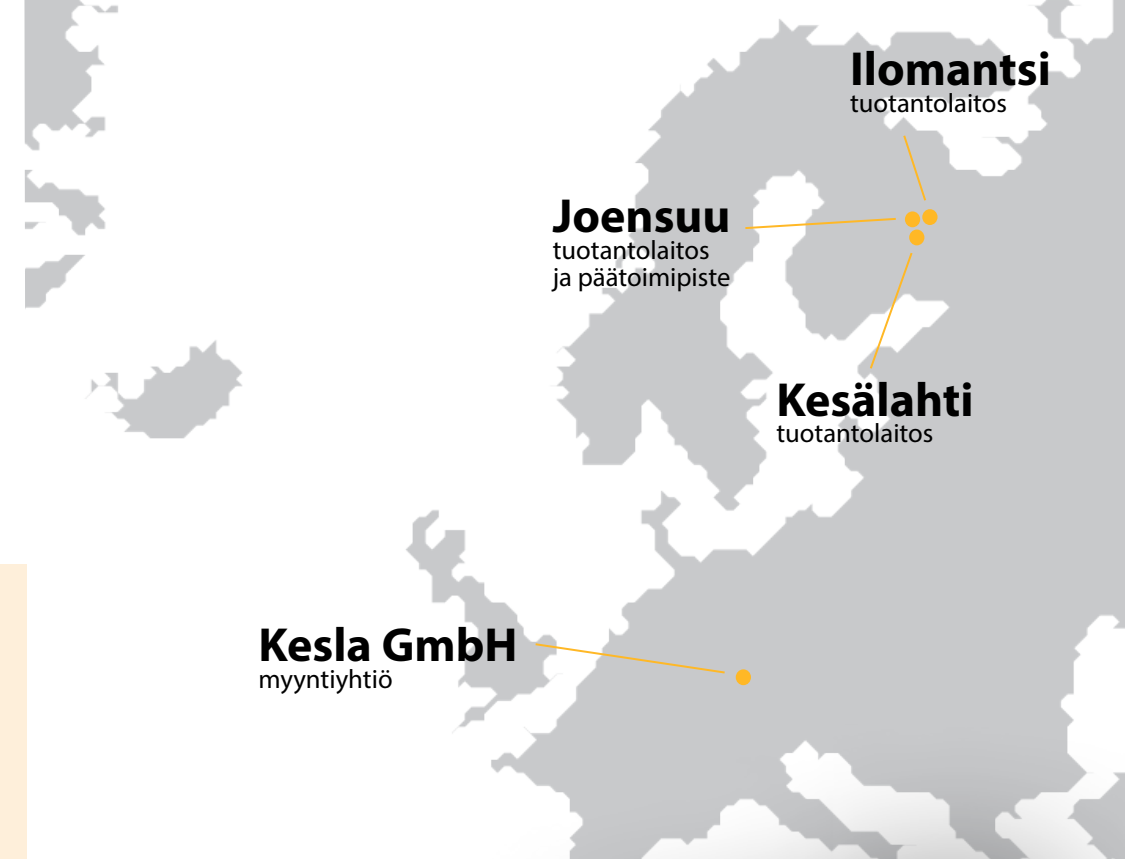 Ilomantsi
tuotantolaitos
Joensuu
tuotantolaitos
ja päätoimipiste
Kesälahti
tuotantolaitos
Kesla GmbH
myyntiyhtiö